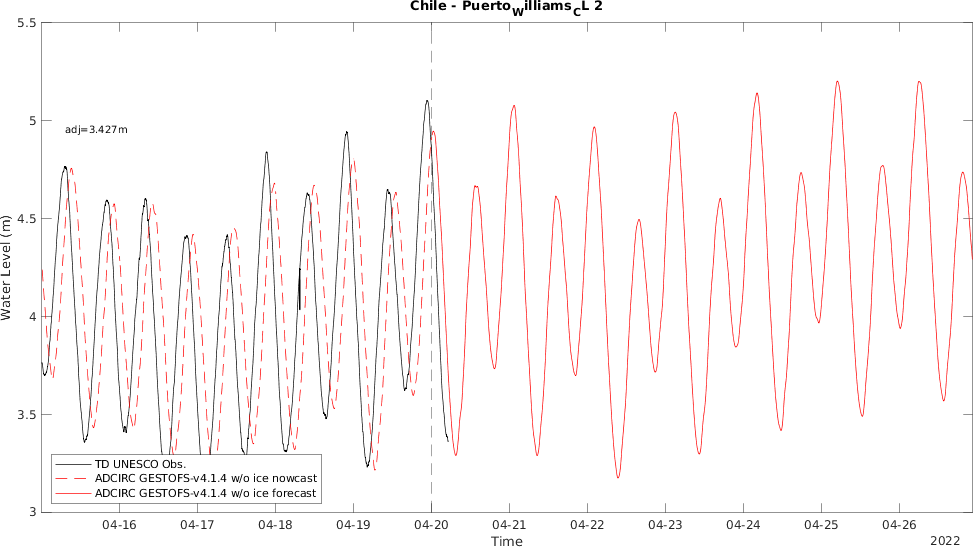 Chile - Puerto_Williams_CL 2
5.5
5
4.5
4
3.5
3
Water Level (m)
adj=3.427m
TD UNESCO Obs.
ADCIRC GESTOFS-v4.1.4 w/o ice nowcast
ADCIRC GESTOFS-v4.1.4 w/o ice forecast
04-16 04-17 04-18 04-19 04-20 04-21 04-22 04-23 04-24 04-25 04-26
Time
2022